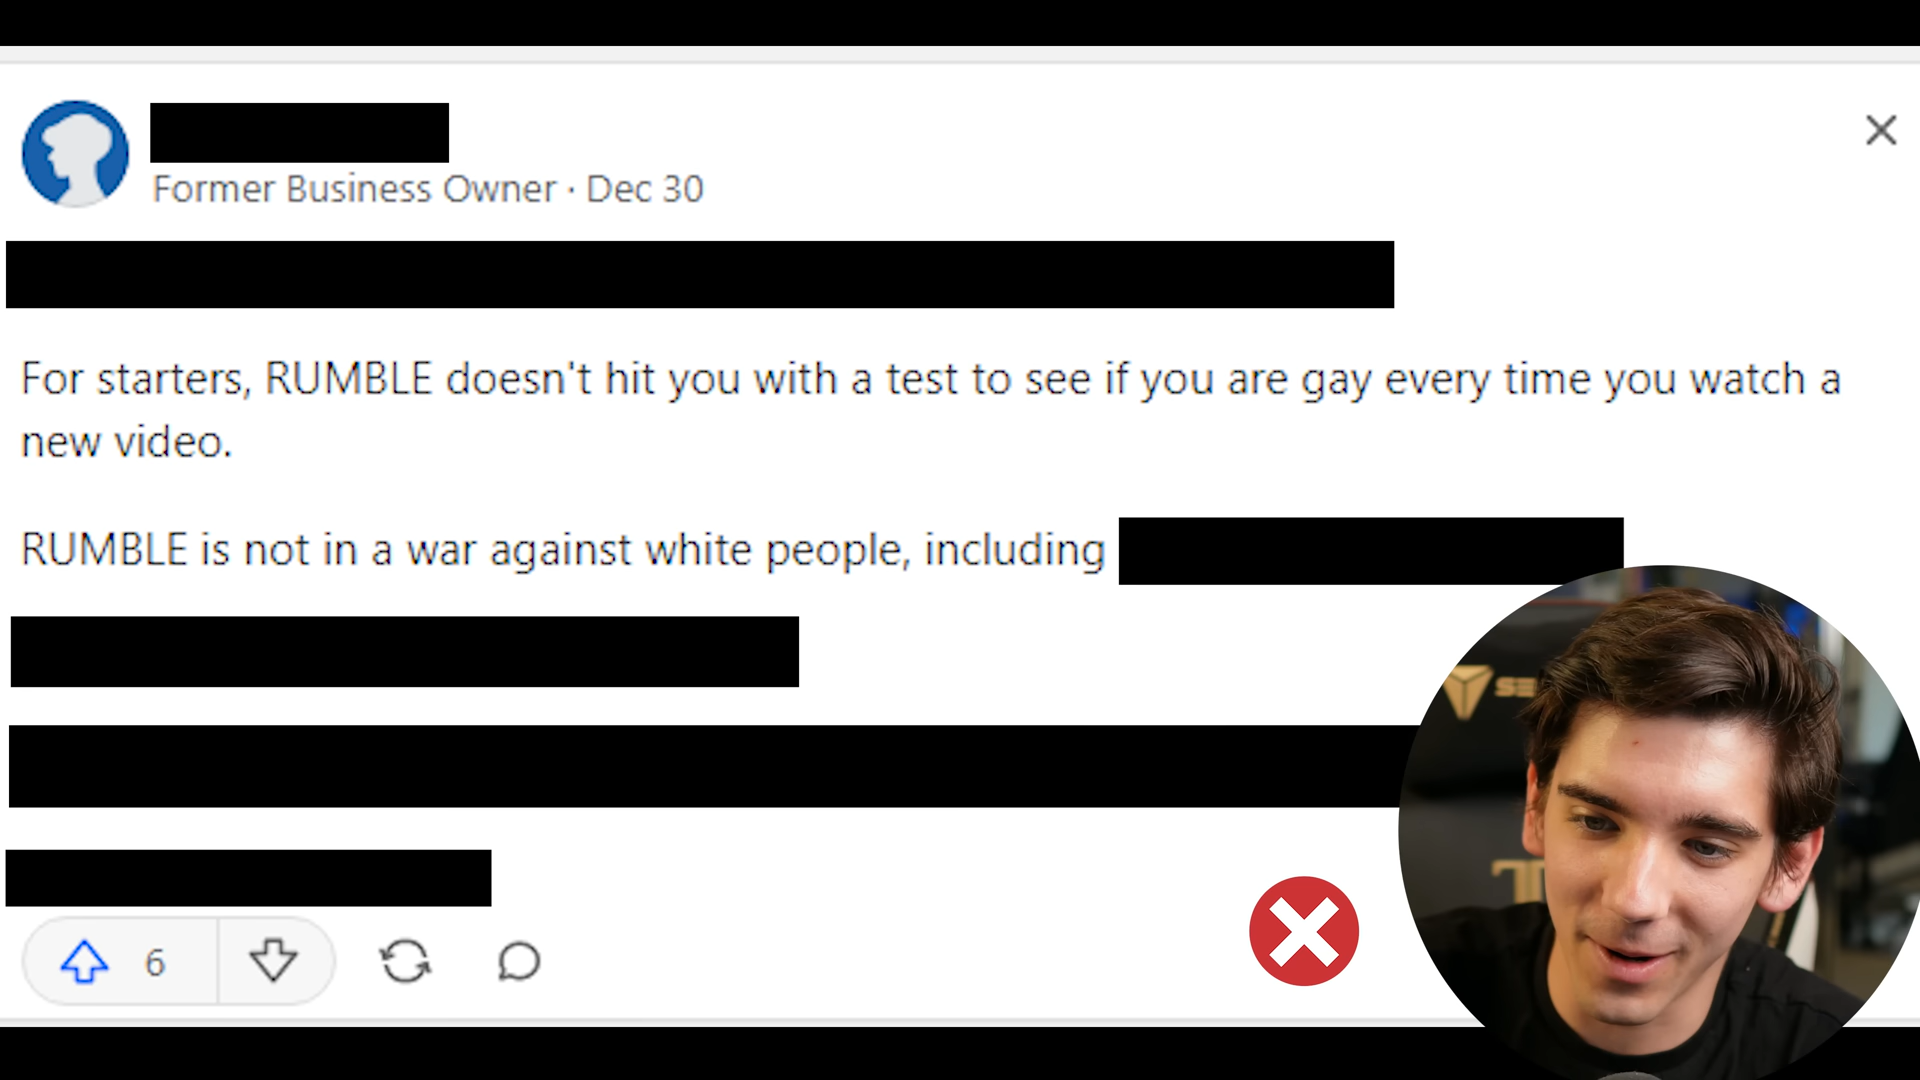 Former Business Owner · Dec 30
For starters, RUMBLE doesn't hit you with a test to see if you are gay every time you watch a
new video.
RUMBLE is not in a war against white people, including
SE
6